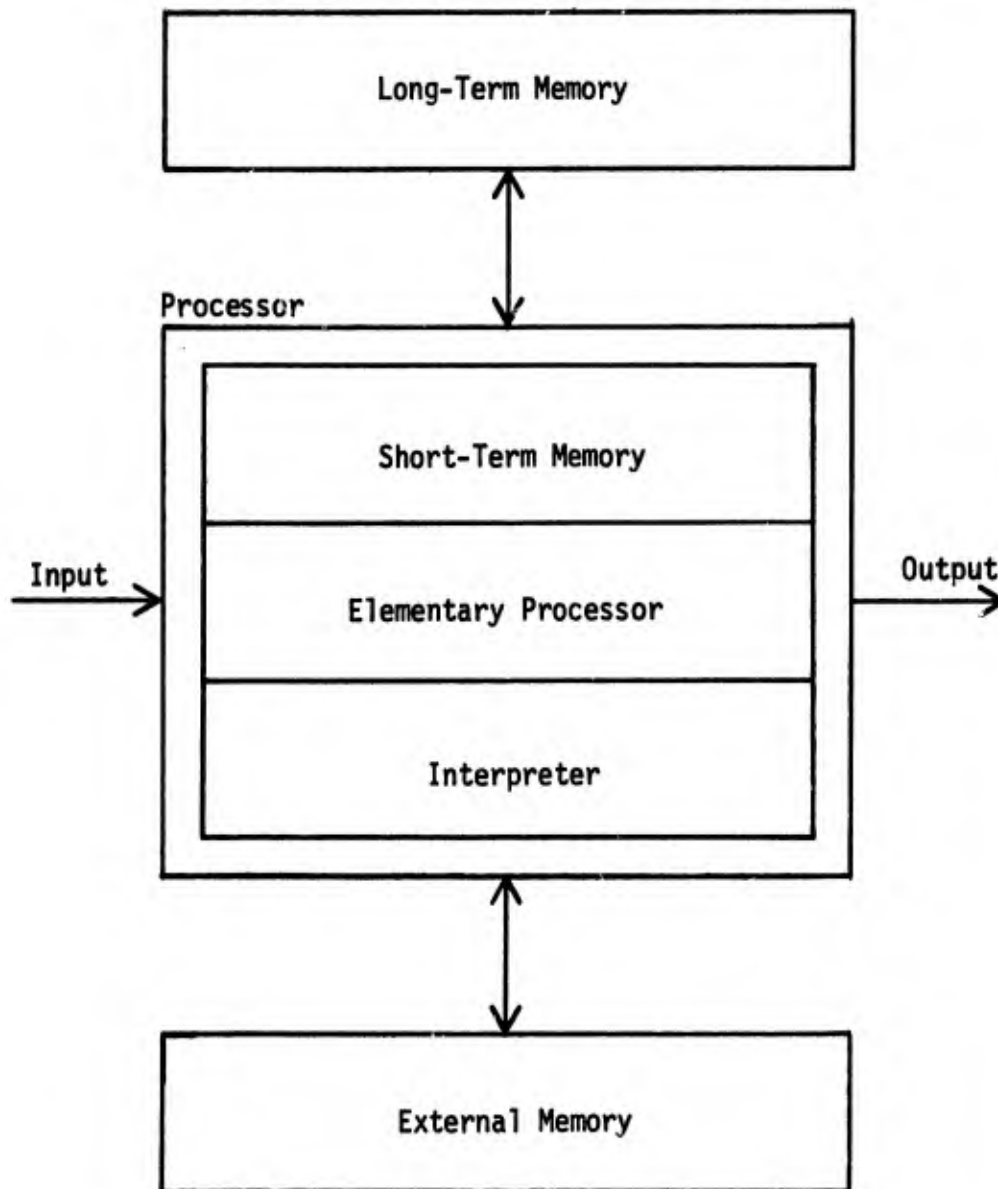 Long-Term Memory
Processor
Short-Term Memory
Input
Output
Elementary Processor
Interpreter
External Memory